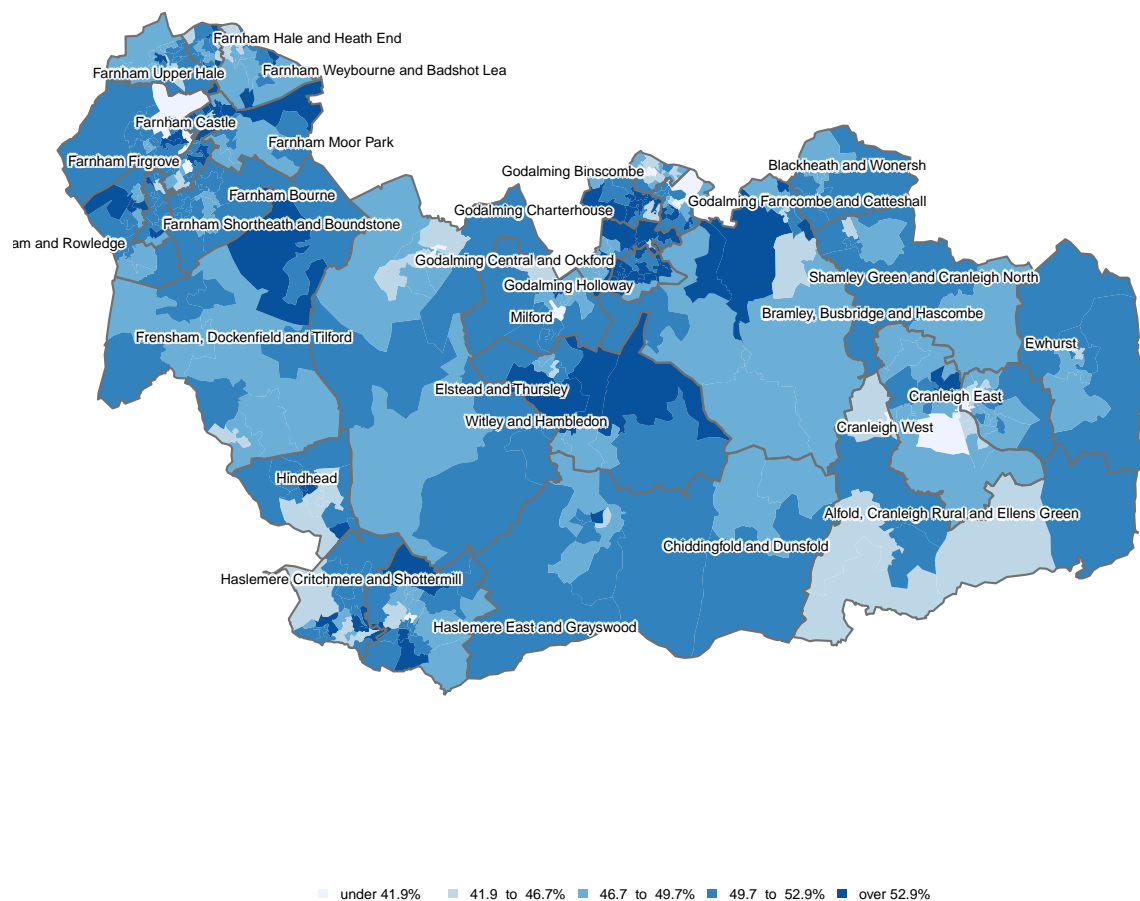 Farnham Hale and Heath End
Farnham Upper Hale
Farnham Weybourne and Badshot Lea
Farnham Castle
Farnham Moor Park
Farnham Firgrove
Godalming Binscombe
Blackheath and Wonersh
Farnham Bourne
Godalming Farncombe and Catteshall
Godalming Charterhouse
Farnham Shortheath and Boundstone
am and Rowledge
Godalming Central and Ockford
Shamley Green and Cranleigh North
Godalming Holloway
Milford
Bramley, Busbridge and Hascombe
Frensham, Dockenfield and Tilford
Ewhurst
Elstead and Thursley
Cranleigh East
Witley and Hambledon
Cranleigh West
Hindhead
Alfold, Cranleigh Rural and Ellens Green
Chiddingfold and Dunsfold
Haslemere Critchmere and Shottermill
Haslemere East and Grayswood
under 41.9% 41.9 to 46.7% 46.7 to 49.7% 49.7 to 52.9% over 52.9%